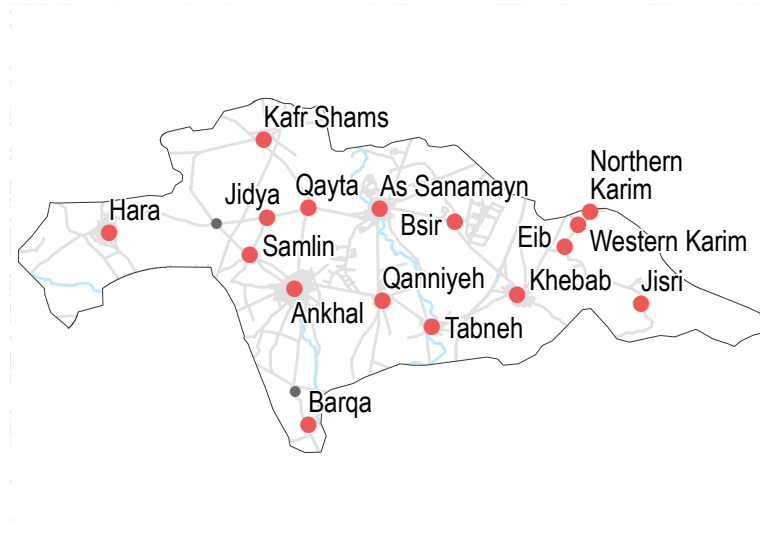 Kafr Shams
Northern
Karim
Jidya
Qayta
As Sanamayn
Hara
Bsir
Eib
Western Karim
Samlin
Qanniyeh
Khebab
Jisri
Ankhal
Tabneh
Barqa